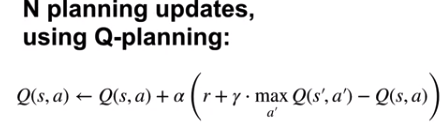 N planning updates,
using Q-planning:
Q(s, a) ← Q(s, a) + α ( r + γ · max Q(s′, a′) − Q(s, a) )
a′